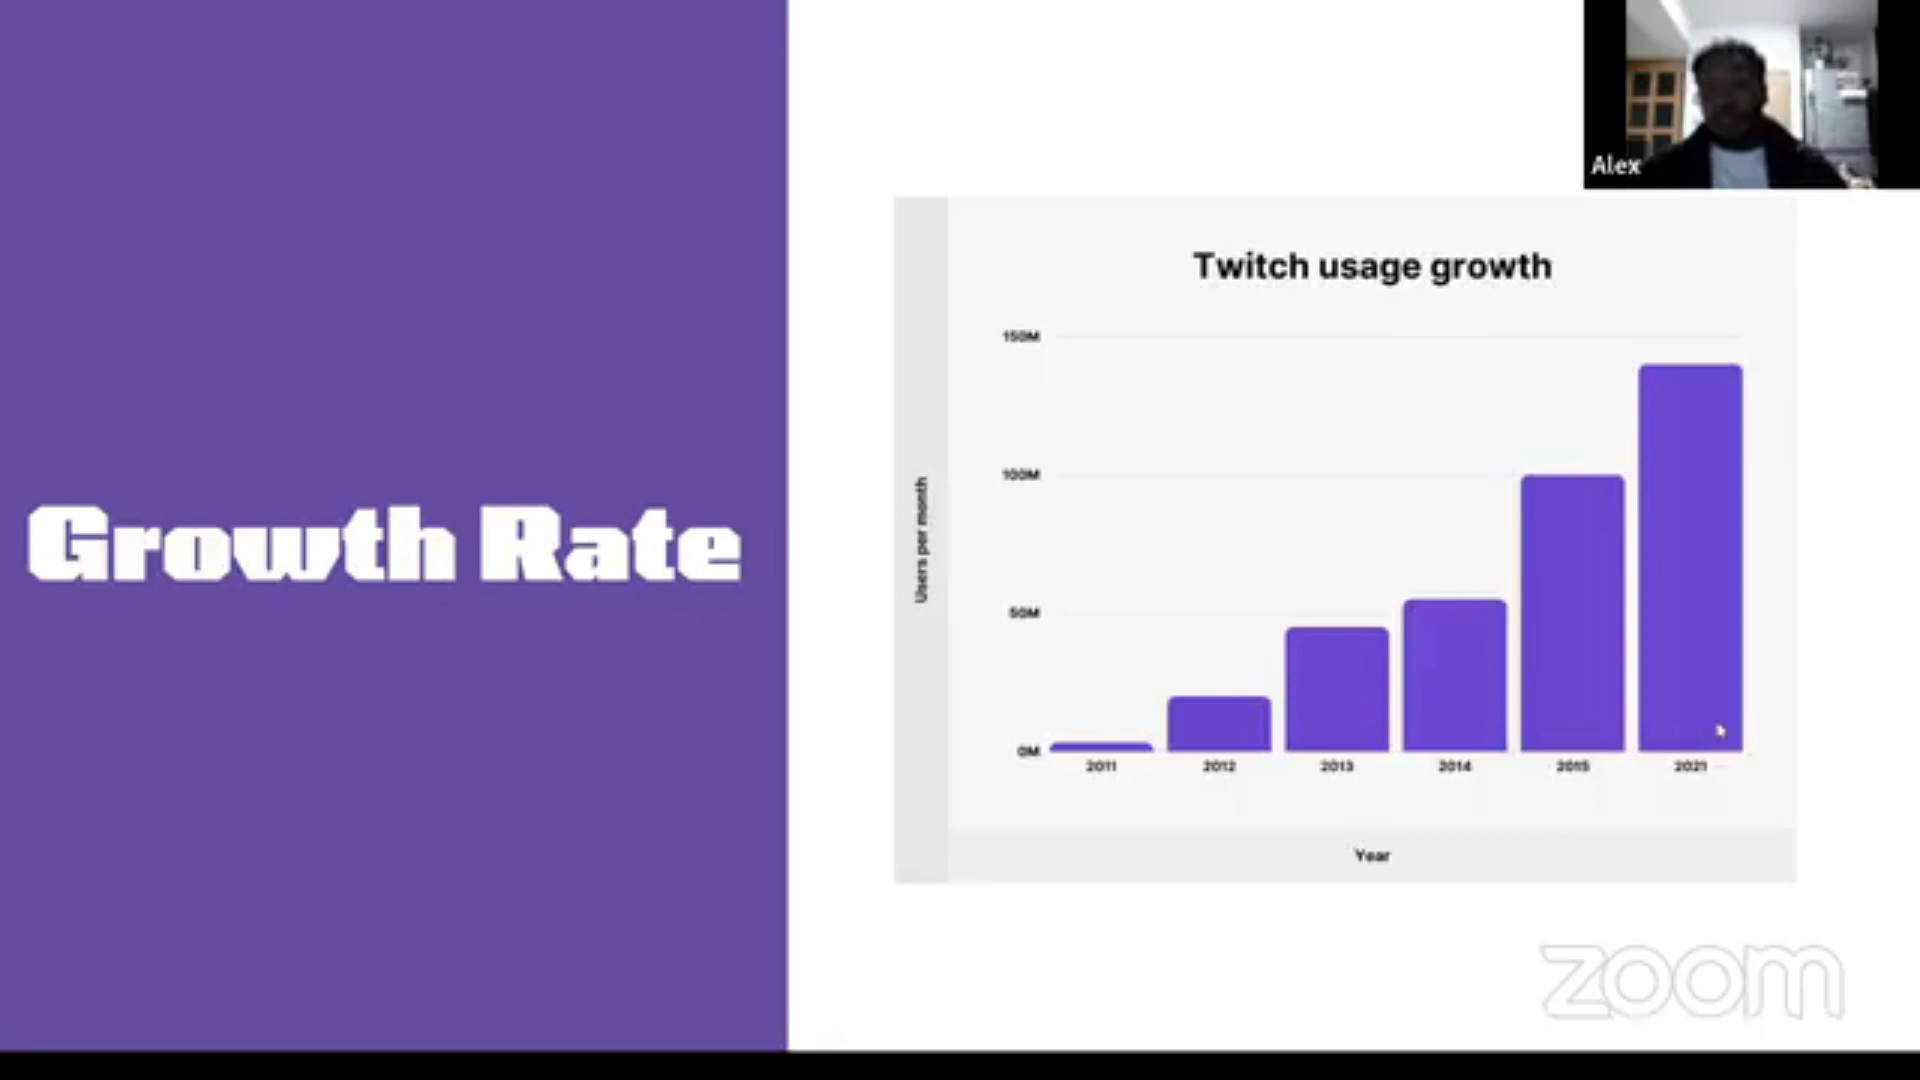 Alex
Growth Rate
Twitch usage growth
150M
100M
50M
0M
Users per month
2011 2012 2013 2014 2015 2021
Year
zoom